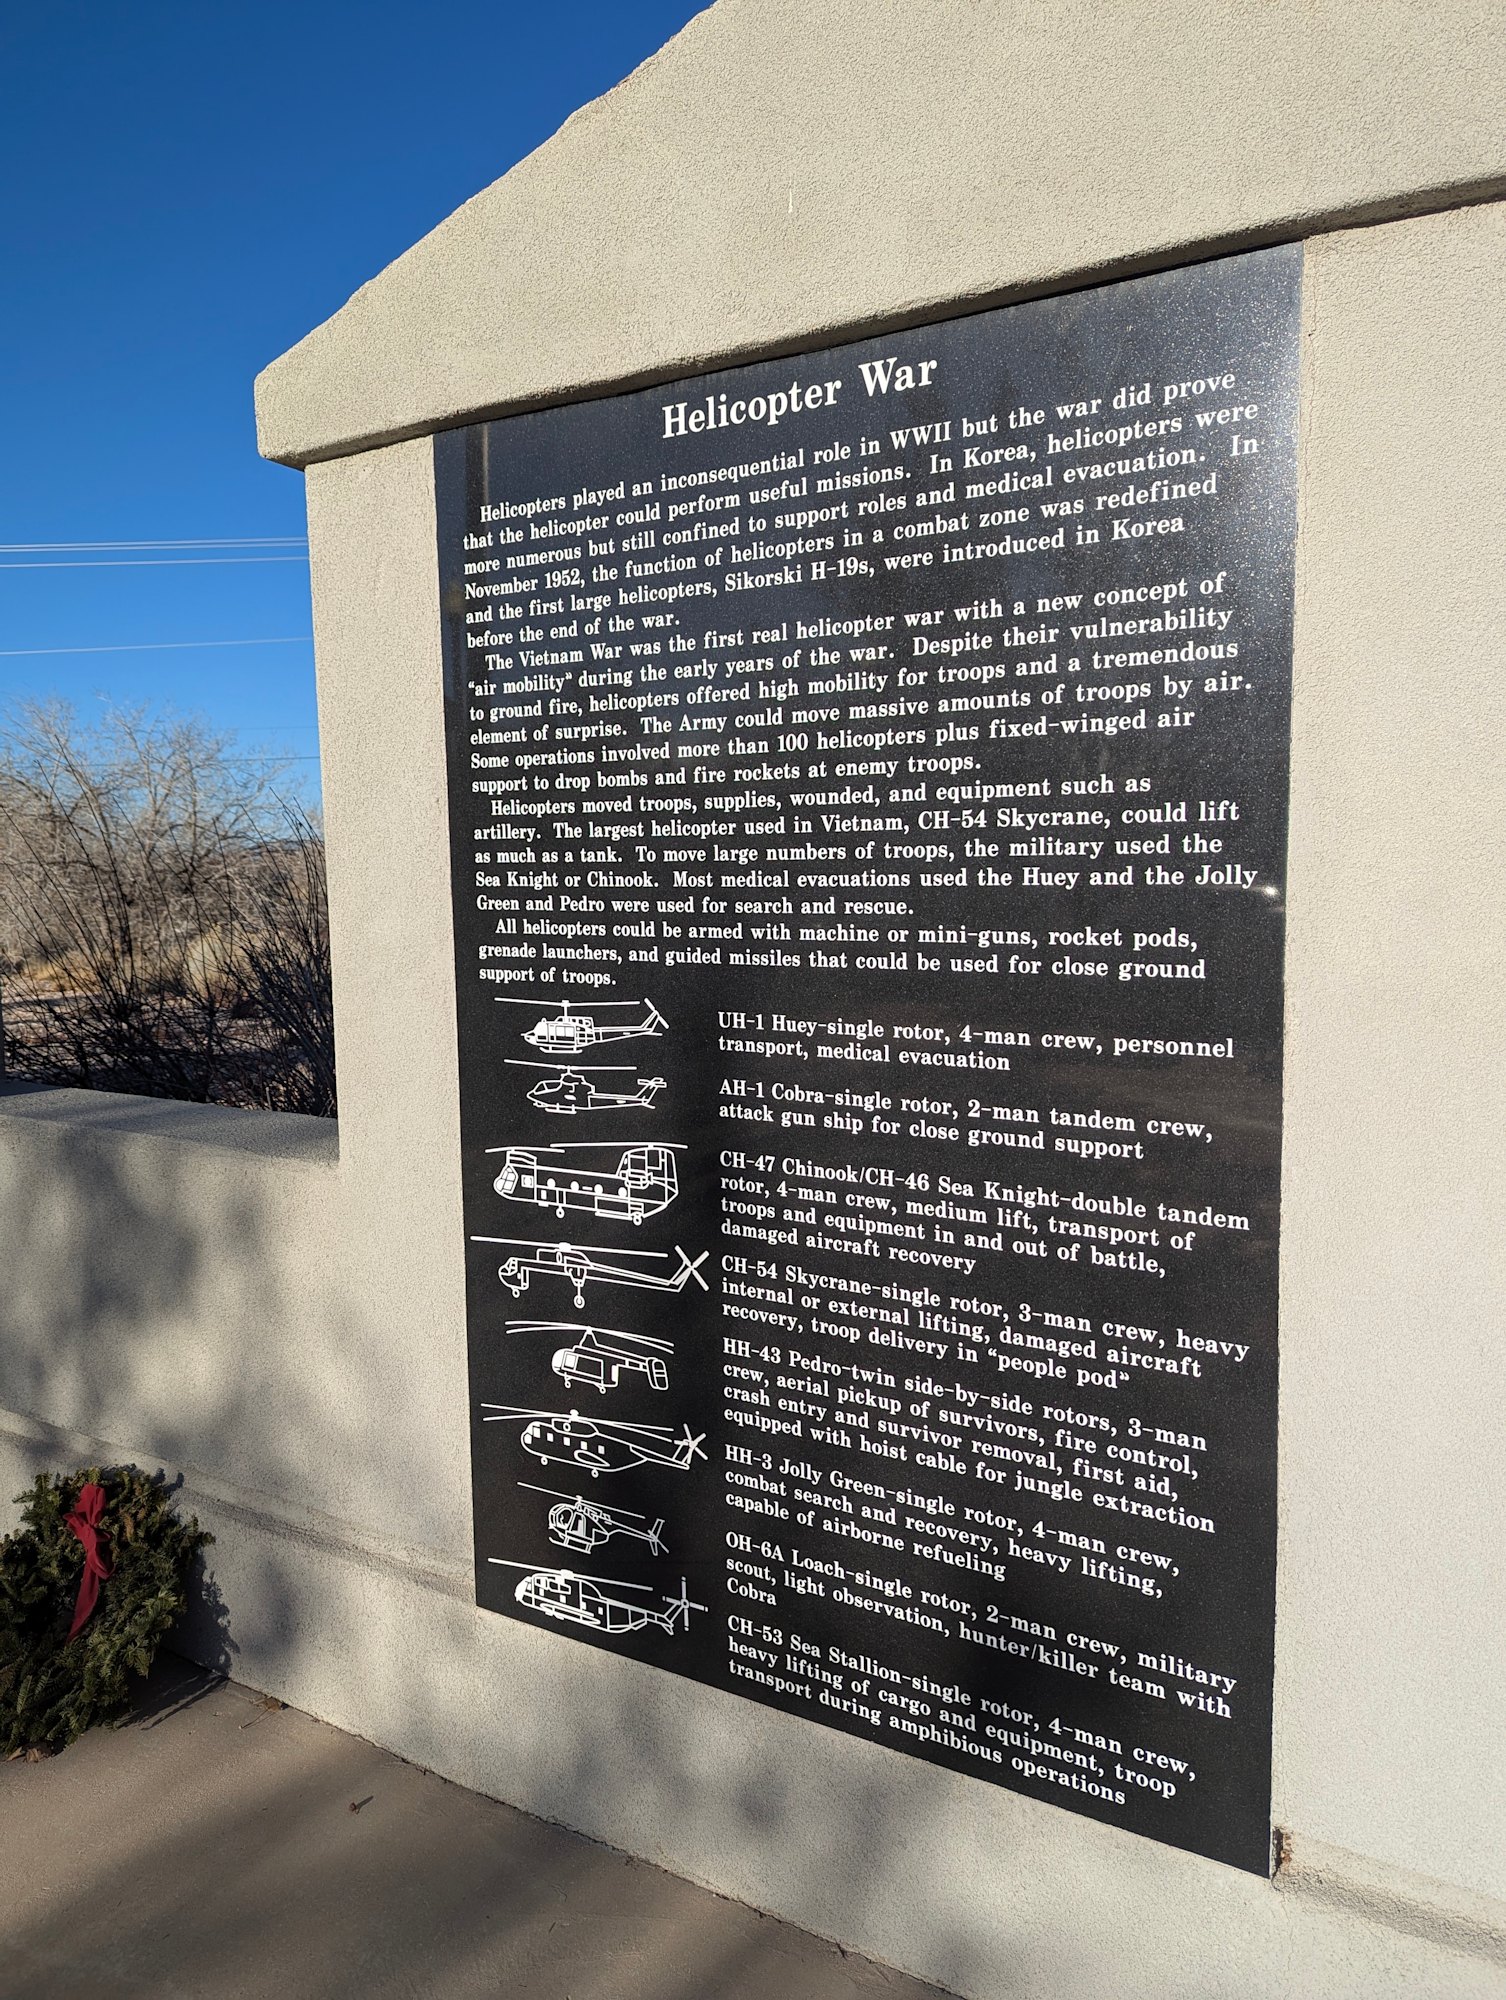 Helicopter War
Helicopters played an inconsequential role in WWII but the war did prove
that the helicopter could perform useful missions. In Korea, helicopters were
more numerous but still confined to support roles and medical evacuation. In
November 1952, the function of helicopters in a combat zone was redefined
and the first large helicopters, Sikorski H-19s, were introduced in Korea
before the end of the war.
The Vietnam War was the first real helicopter war with a new concept of
"air mobility" during the early years of the war. Despite their vulnerability
to ground fire, helicopters offered high mobility for troops and a tremendous
element of surprise. The Army could move massive amounts of troops by air.
Some operations involved more than 100 helicopters plus fixed-winged air
support to drop bombs and fire rockets at enemy troops.
Helicopters moved troops, supplies, wounded, and equipment such as
artillery. The largest helicopter used in Vietnam, CH-54 Skycrane, could lift
as much as a tank. To move large numbers of troops, the military used the
Sea Knight or Chinook. Most medical evacuations used the Huey and the Jolly
Green and Pedro were used for search and rescue.
All helicopters could be armed with machine or mini-guns, rocket pods,
grenade launchers, and guided missiles that could be used for close ground
support of troops.
UH-1 Huey-single rotor, 4-man crew, personnel
transport, medical evacuation
AH-1 Cobra-single rotor, 2-man tandem crew,
attack gun ship for close ground support
CH-47 Chinook/CH-46 Sea Knight-double tandem
rotor, 4-man crew, medium lift, transport of
troops and equipment in and out of battle,
damaged aircraft recovery
CH-54 Skycrane-single rotor, 3-man crew, heavy
internal or external lifting, damaged aircraft
recovery, troop delivery in "people pod"
HH-43 Pedro-twin side-by-side rotors, 3-man
crew, aerial pickup of survivors, fire control,
crash entry and survivor removal, first aid,
equipped with hoist cable for jungle extraction
HH-3 Jolly Green-single rotor, 4-man crew,
combat search and recovery, heavy lifting,
capable of airborne refueling
OH-6A Loach-single rotor, 2-man crew, military
scout, light observation, hunter/killer team with
Cobra
CH-53 Sea Stallion-single rotor, 4-man crew,
heavy lifting of cargo and equipment, troop
transport during amphibious operations